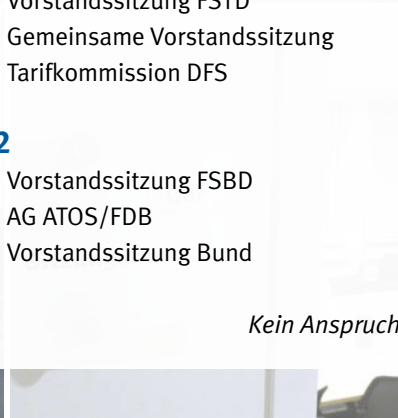 Vorstandssitzung FSTD
Gemeinsame Vorstandssitzung
Tarifkommission DFS
2
Vorstandssitzung FSBD
AG ATOS/FDB
Vorstandssitzung Bund
Kein Anspruch